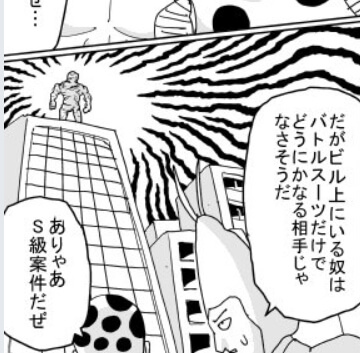 ぜ…
だがビル上にいる奴は
バトルスーツだけで
どうにかなる相手じゃ
なさそうだ
ありゃあ
S級案件だぜ